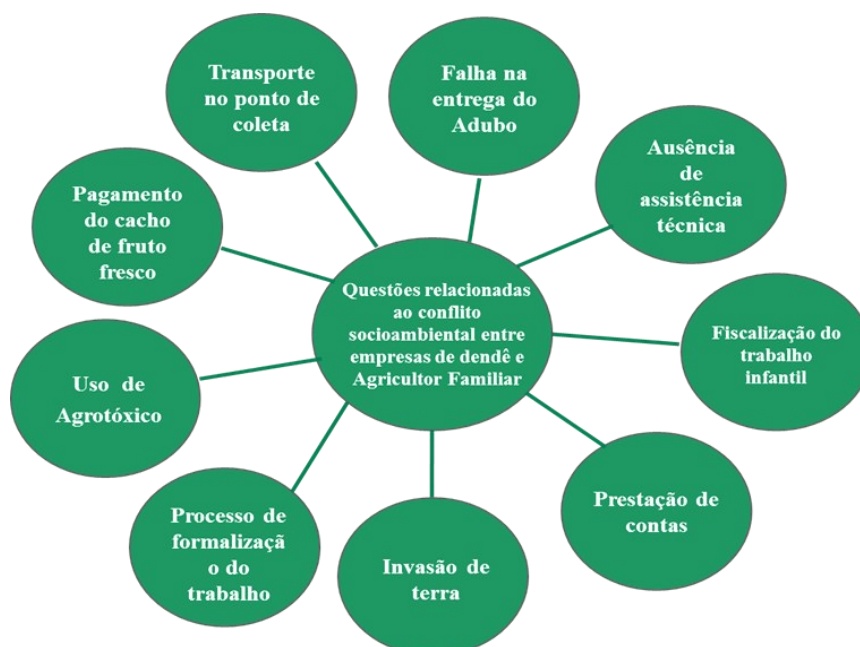 Transporte
no ponto de
coleta
Falha na
entrega do
Adubo
Ausência
de
assistência
técnica
Pagamento
do cacho
de fruto
fresco
Questões relacionadas
ao conflito
socioambiental entre
empresas de dendê e
Agricultor Familiar
Fiscalização do
trabalho
infantil
Uso de
Agrotóxico
Prestação de
contas
Processo de
formalizaçã
o do
trabalho
Invasão de
terra